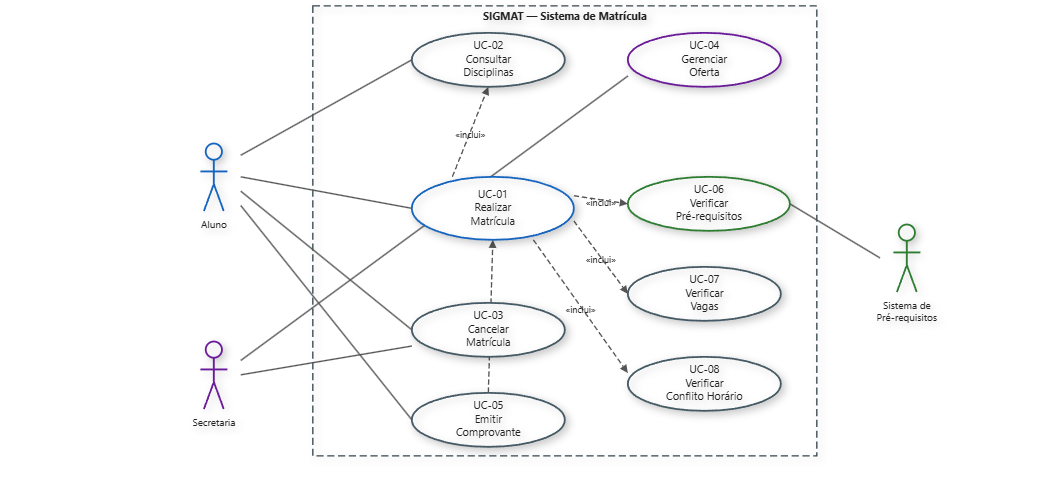 SIGMAT — Sistema de Matrícula
UC-02
Consultar
Disciplinas
UC-04
Gerenciar
Oferta
«inclui»
UC-01
Realizar
Matrícula
«inclui»
UC-06
Verificar
Pré-requisitos
Aluno
«inclui»
UC-07
Verificar
Vagas
«inclui»
UC-03
Cancelar
Matrícula
Sistema de
Pré-requisitos
UC-08
Verificar
Conflito Horário
UC-05
Emitir
Comprovante
Secretaria